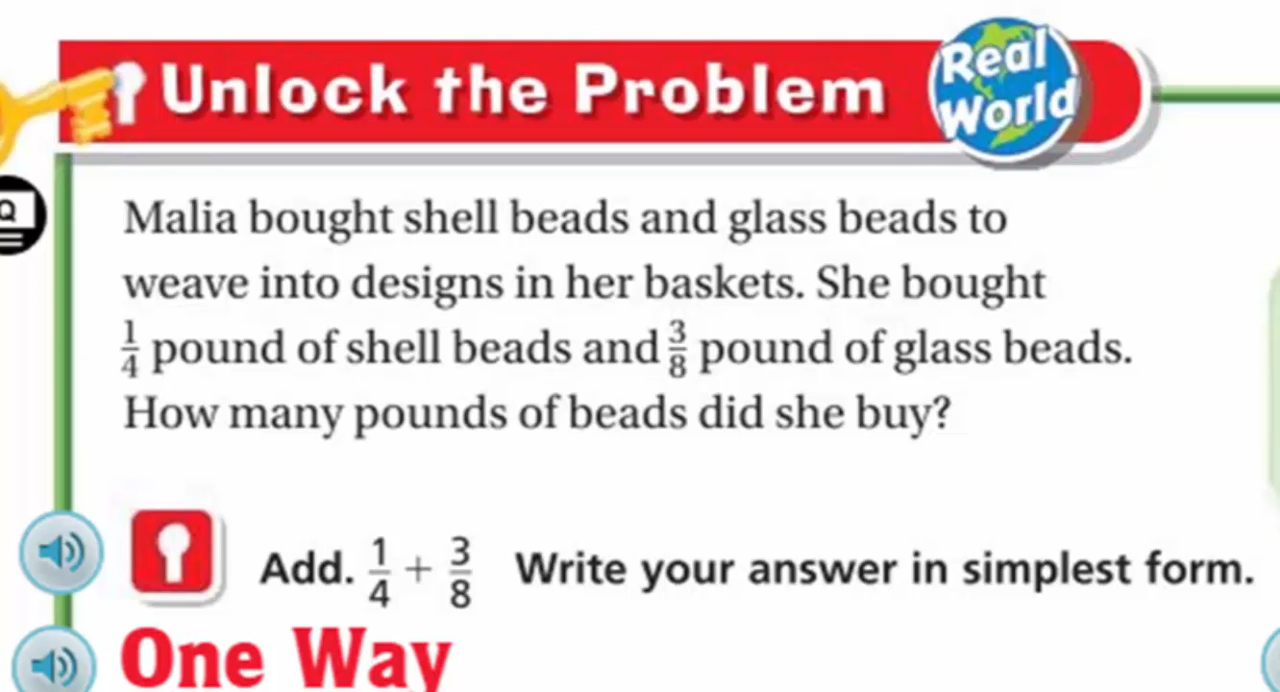 Unlock the Problem
Real
World
Q
Malia bought shell beads and glass beads to
weave into designs in her baskets. She bought
1/4 pound of shell beads and 3/8 pound of glass beads.
How many pounds of beads did she buy?
Add. 1/4 + 3/8 Write your answer in simplest form.
One Way